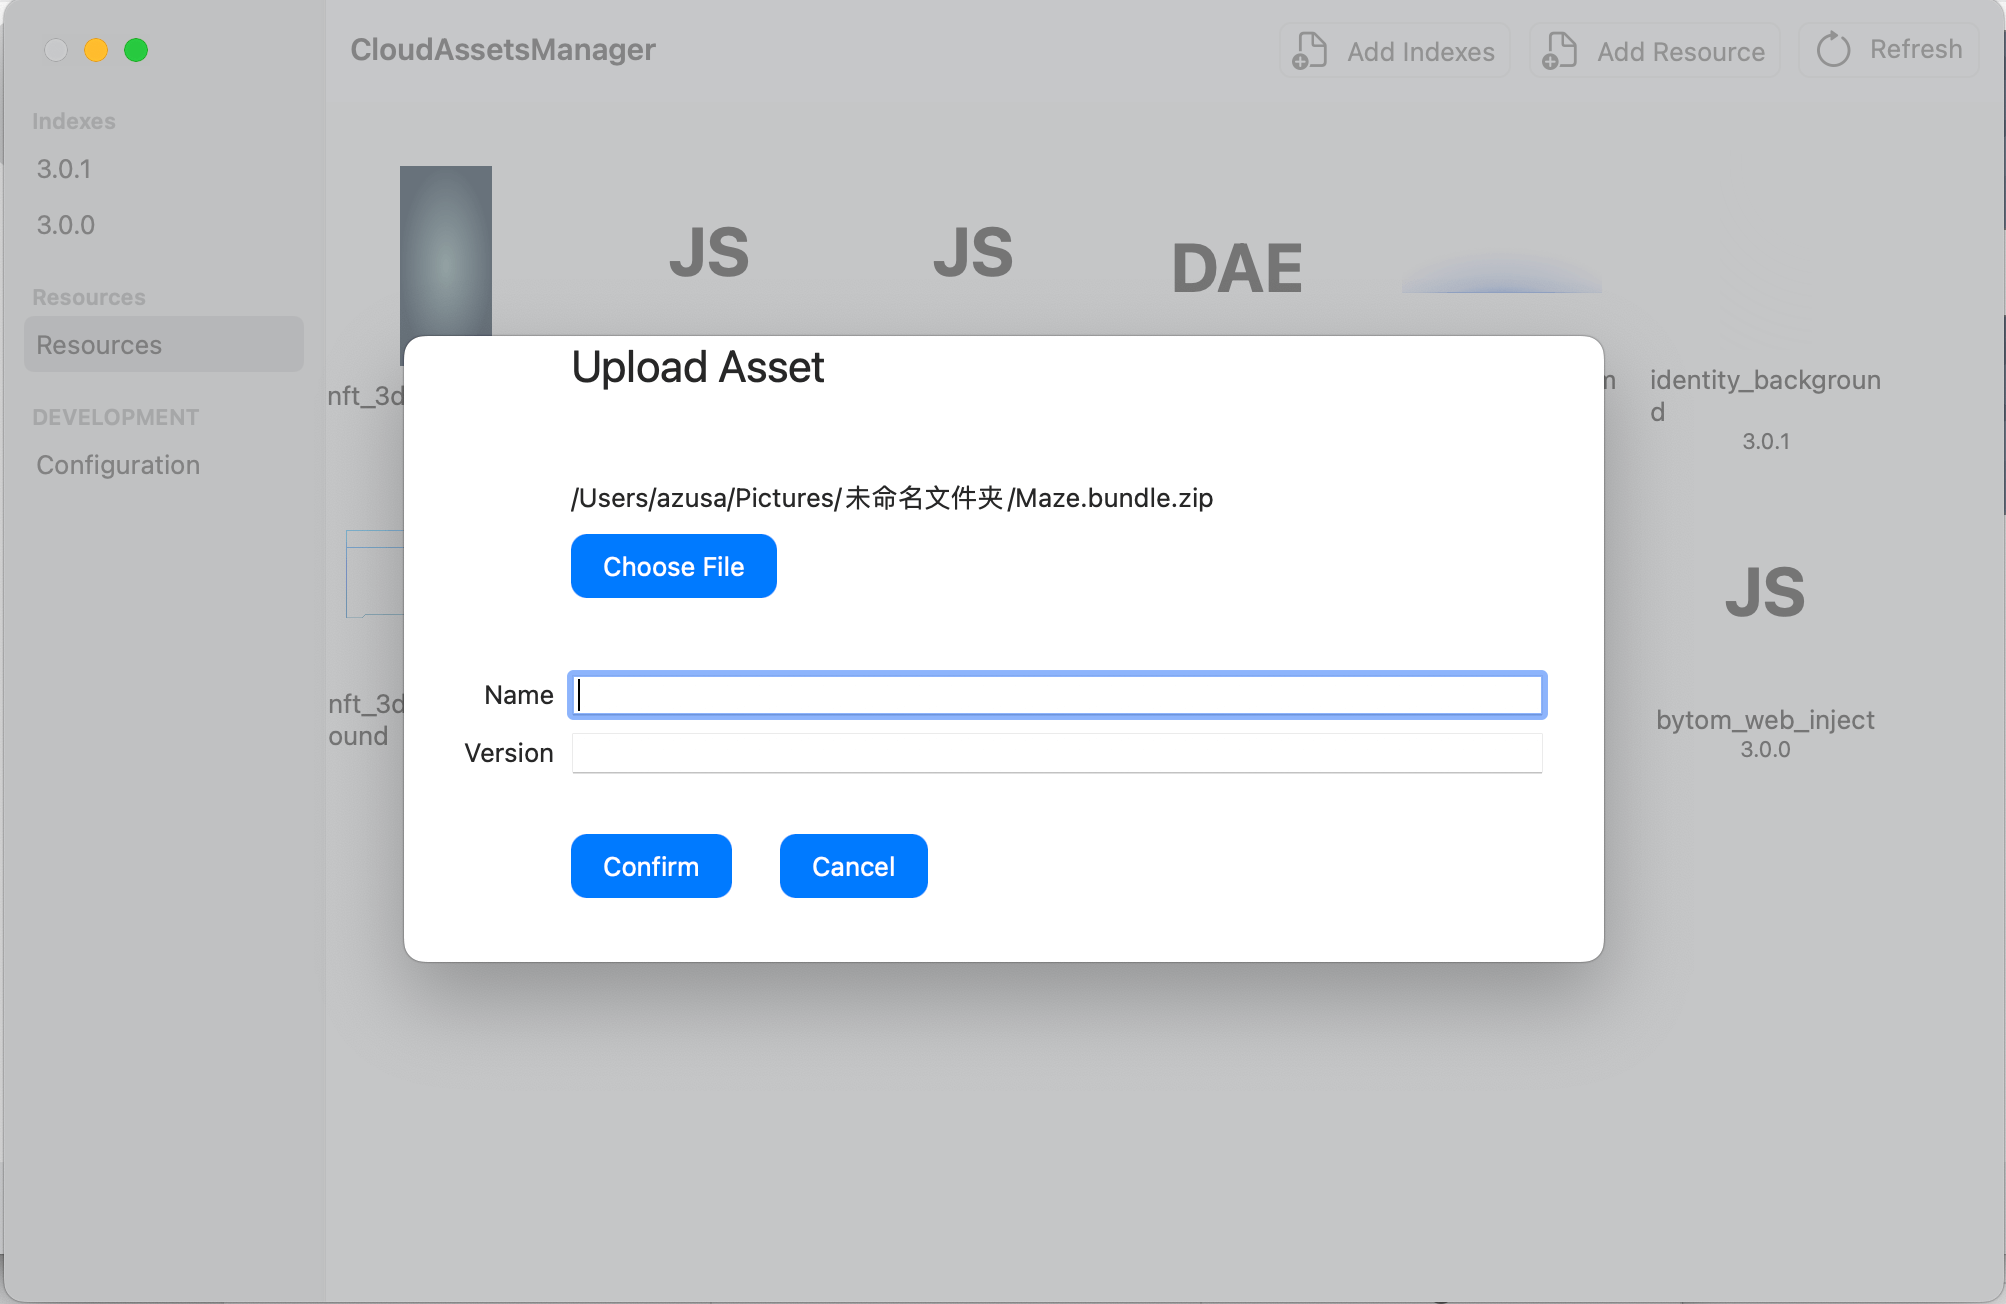 CloudAssetsManager
Add Indexes
Add Resource
Refresh
Indexes
3.0.1
3.0.0
Resources
Resources
DEVELOPMENT
Configuration
JS
JS
DAE
nft_3d
m
identity_backgroun
d
3.0.1
Upload Asset
/Users/azusa/Pictures/未命名文件夹/Maze.bundle.zip
Choose File
Name
Version
Confirm
Cancel
nft_3d
ound
JS
bytom_web_inject
3.0.0